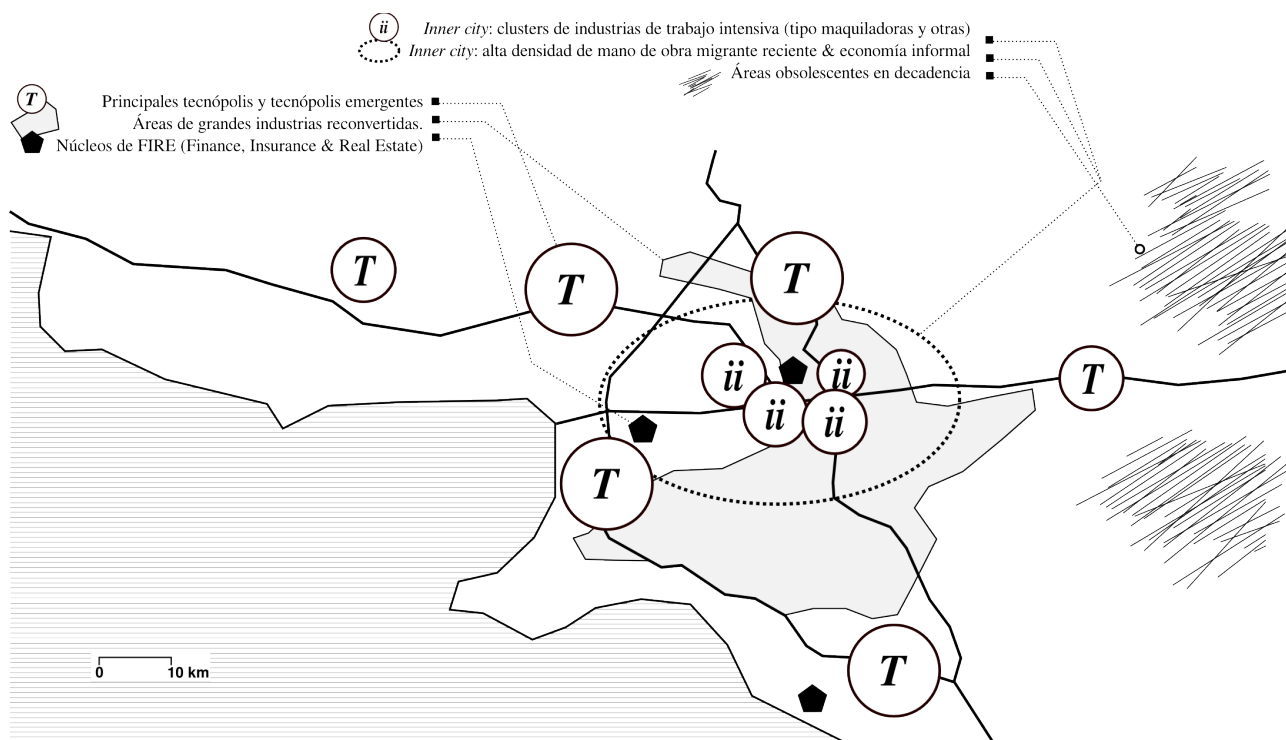 ii Inner city: clusters de industrias de trabajo intensiva (tipo maquiladoras y otras)
Inner city: alta densidad de mano de obra migrante reciente & economía informal
Áreas obsolescentes en decadencia
T Principales tecnópolis y tecnópolis emergentes
Áreas de grandes industrias reconvertidas.
Núcleos de FIRE (Finance, Insurance & Real Estate)
T
T
T
ii
ii
T
ii
ii
T
T
0 10 km